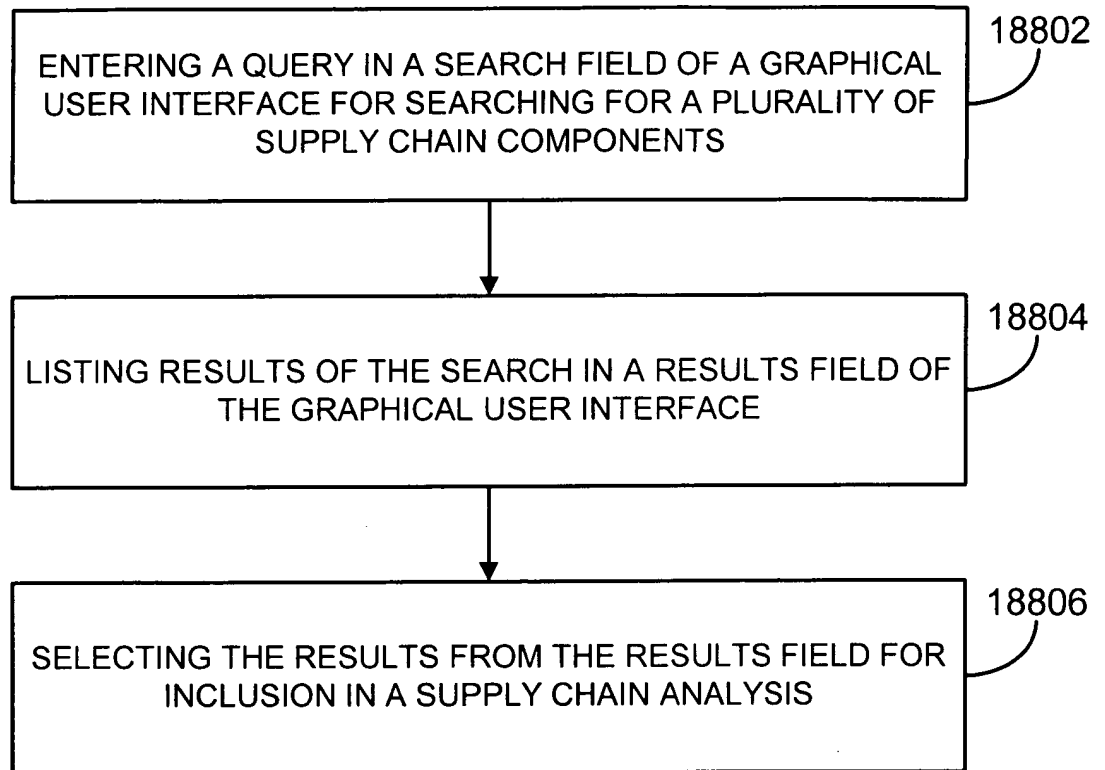 18802
ENTERING A QUERY IN A SEARCH FIELD OF A GRAPHICAL
USER INTERFACE FOR SEARCHING FOR A PLURALITY OF
SUPPLY CHAIN COMPONENTS
18804
LISTING RESULTS OF THE SEARCH IN A RESULTS FIELD OF
THE GRAPHICAL USER INTERFACE
18806
SELECTING THE RESULTS FROM THE RESULTS FIELD FOR
INCLUSION IN A SUPPLY CHAIN ANALYSIS